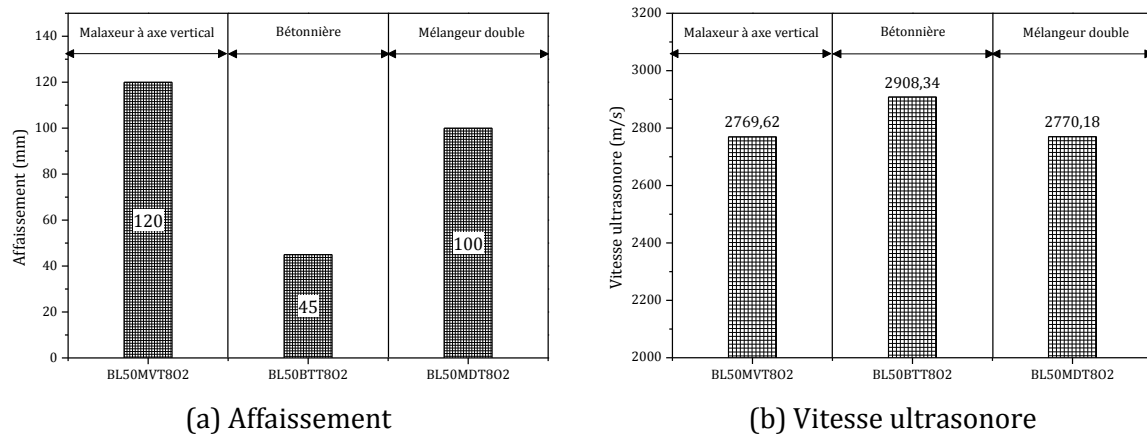 Malaxeur à axe vertical Bétonnière Mélangeur double
140
120
100
80
60
40
20
0
Affaissement (mm)
120
45
100
BL50MVT8O2 BL50BTT8O2 BL50MDT8O2
(a) Affaissement
Malaxeur à axe vertical Bétonnière Mélangeur double
3200
3000
2800
2600
2400
2200
2000
Vitesse ultrasonore (m/s)
2769,62
2908,34
2770,18
BL50MVT8O2 BL50BTT8O2 BL50MDT8O2
(b) Vitesse ultrasonore